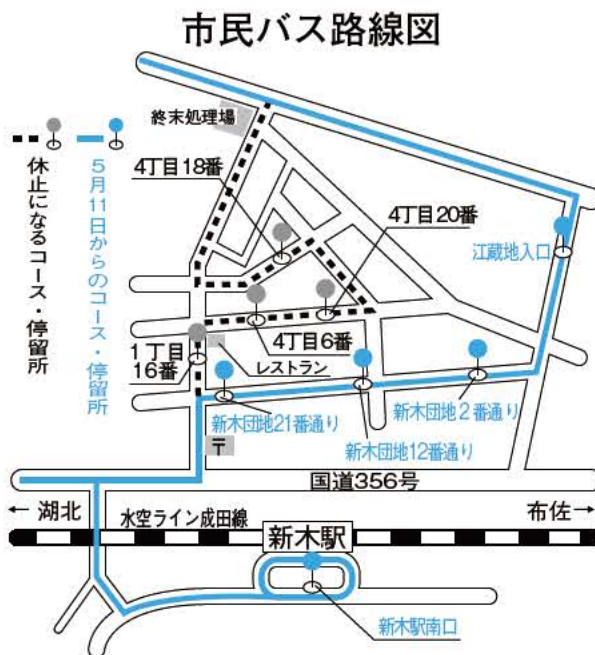 市民バス路線図
終末処理場
4丁目18番
4丁目20番
江蔵地入口
休止になるコース・停留所
5月11日からのコース・停留所
4丁目6番
1丁目
16番
レストラン
新木団地21番通り
新木団地12番通り
新木団地2番通り
〒
国道356号
← 湖北
水空ライン成田線
新木駅
布佐→
新木駅南口